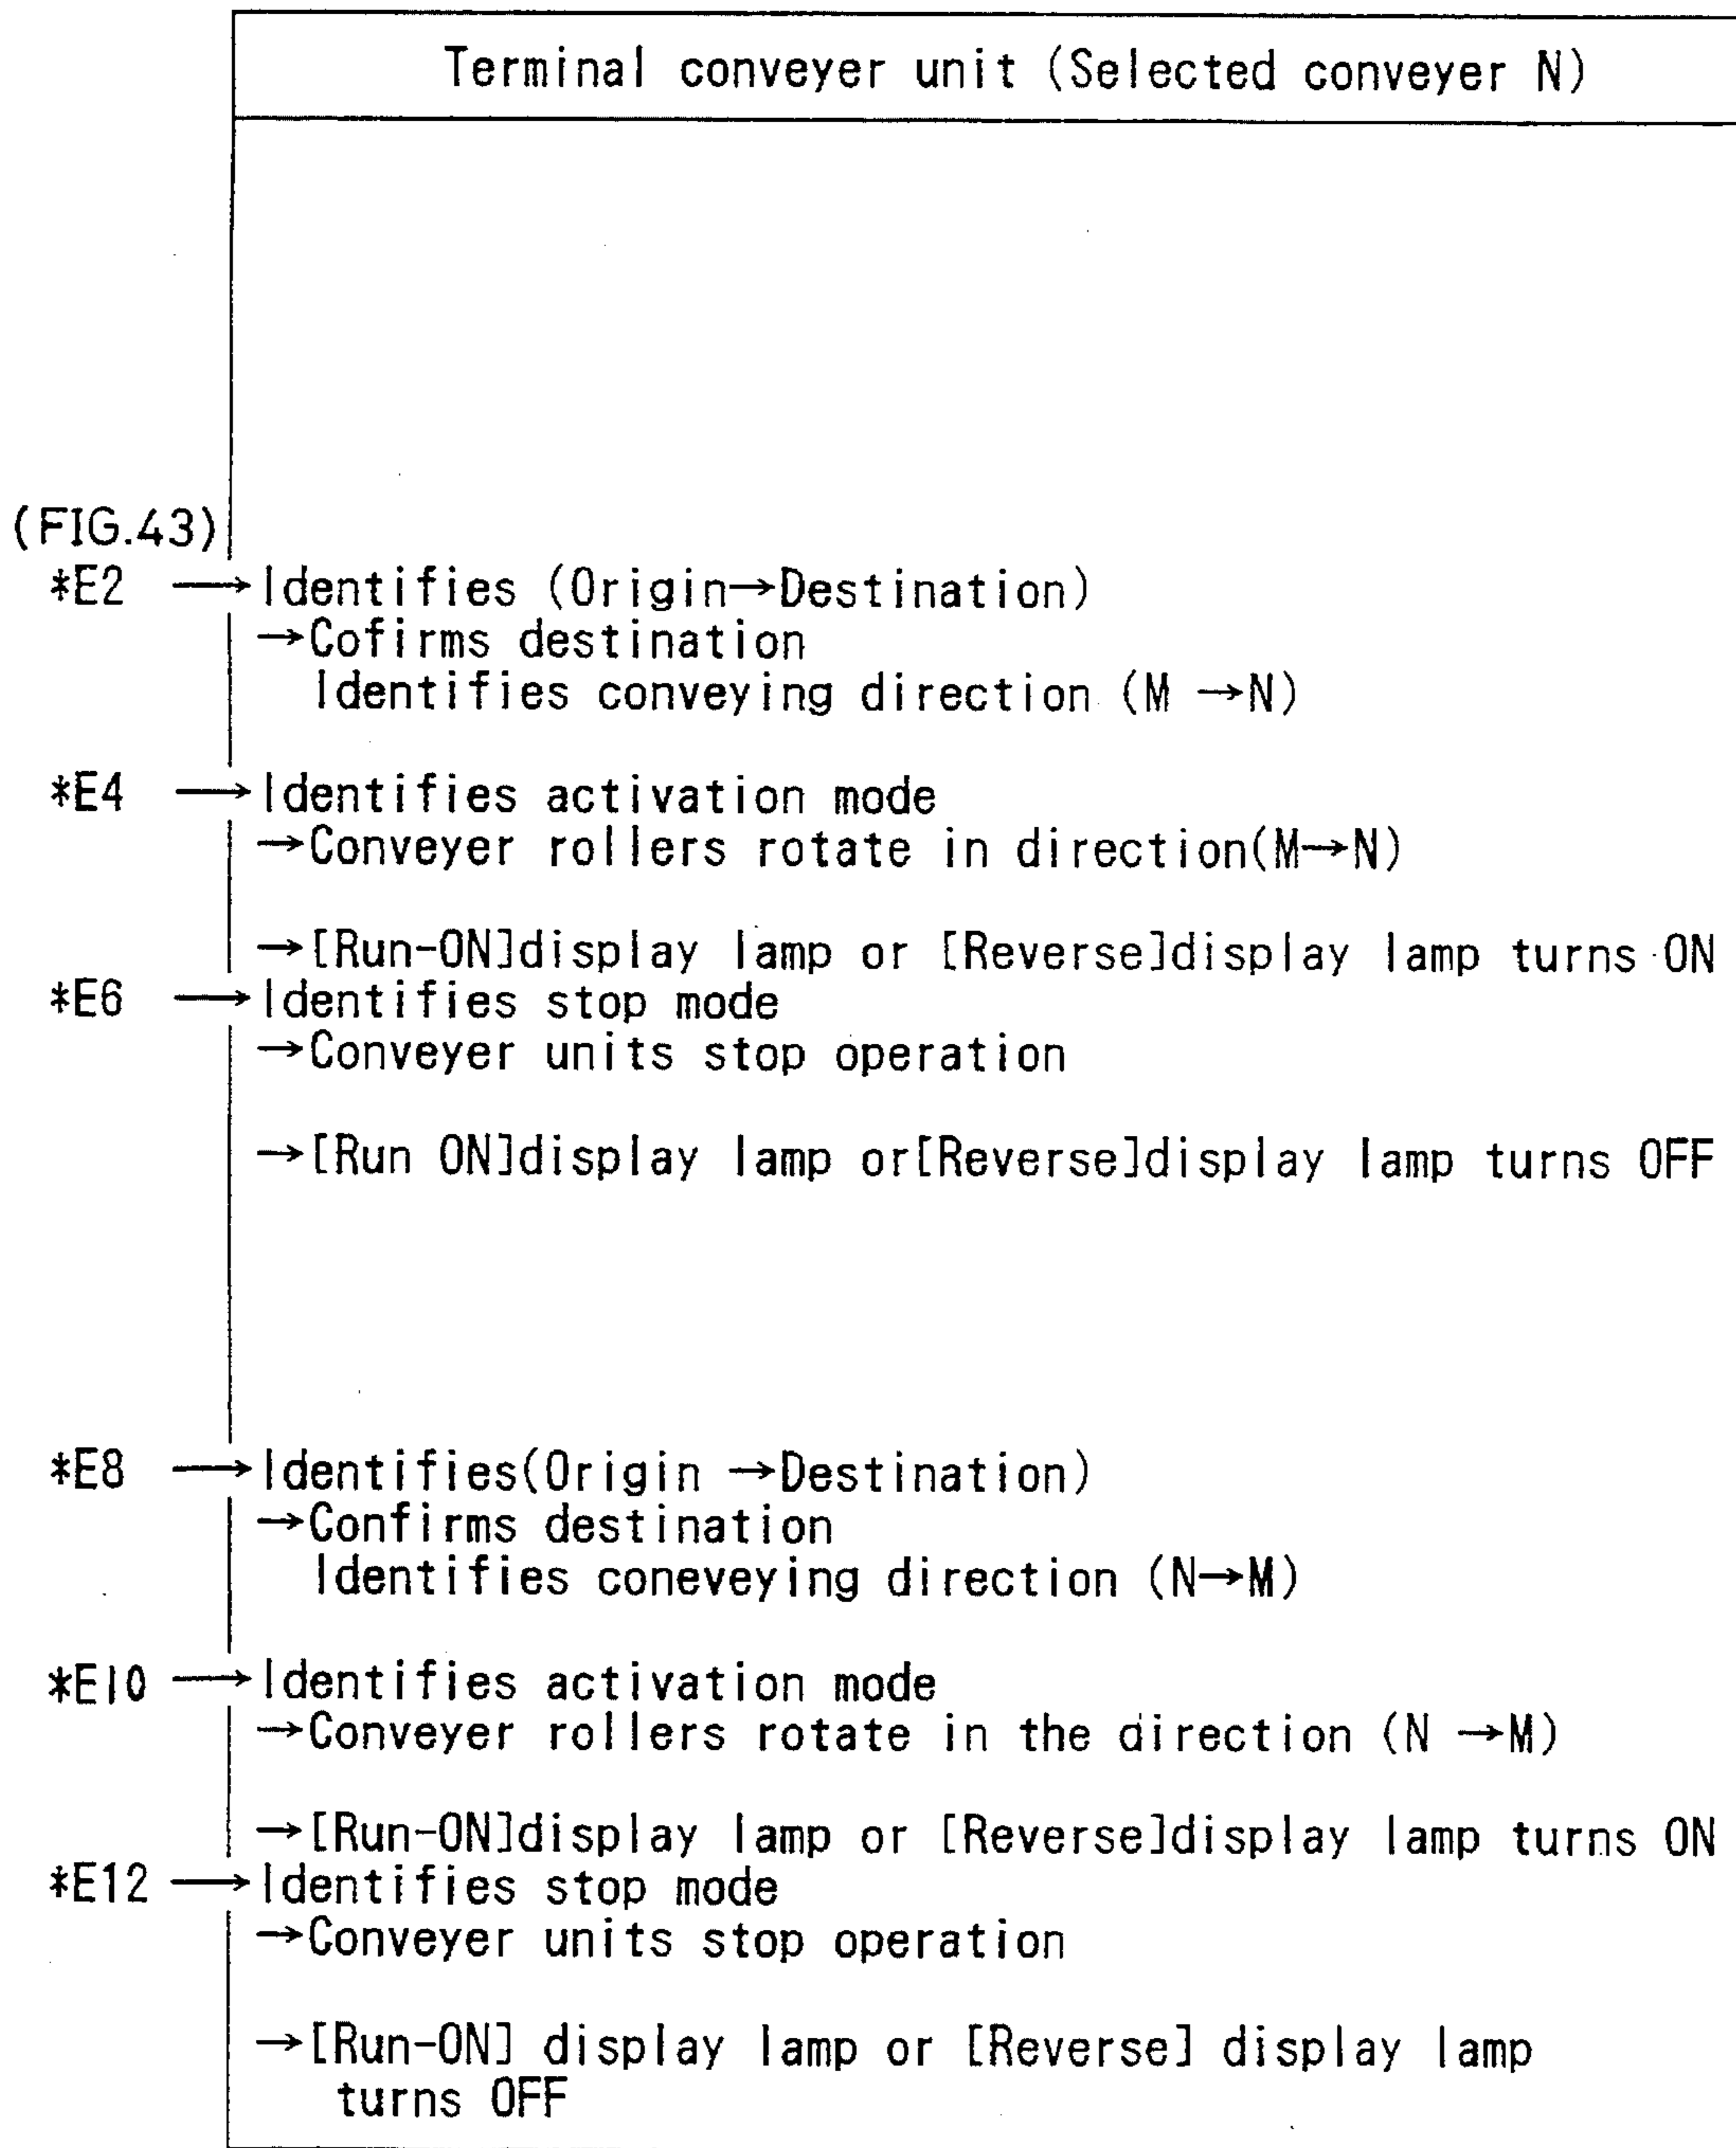 Terminal conveyer unit (Selected conveyer N)
(FIG.43)
*E2 →Identifies (Origin→Destination)
→Cofirms destination
Identifies conveying direction (M →N)
*E4 →Identifies activation mode
→Conveyer rollers rotate in direction(M→N)
→[Run-ON]display lamp or [Reverse]display lamp turns ON
*E6 →Identifies stop mode
→Conveyer units stop operation
→[Run ON]display lamp or[Reverse]display lamp turns OFF
*E8 →Identifies(Origin →Destination)
→Confirms destination
Identifies coneveying direction (N→M)
*E10 →Identifies activation mode
→Conveyer rollers rotate in the direction (N →M)
→[Run-ON]display lamp or [Reverse]display lamp turns ON
*E12 →Identifies stop mode
→Conveyer units stop operation
→[Run-ON] display lamp or [Reverse] display lamp
turns OFF